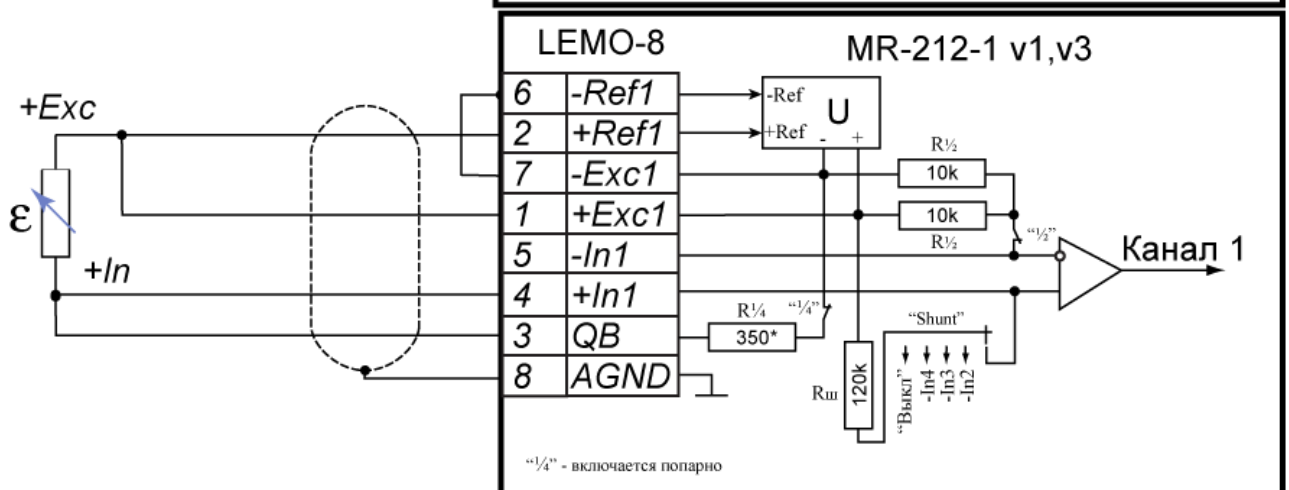 LEMO-8
MR-212-1 v1,v3
+Exc
ε
+In
6 -Ref1
2 +Ref1
7 -Exc1
1 +Exc1
5 -In1
4 +In1
3 QB
8 AGND
-Ref
U
+Ref
- +
R½
10k
10k
R½
“½”
Канал 1
R¼
“¼”
350*
“Shunt”
Rш
120k
“Выкл”
-In4
-In3
-In2
“¼” - включается попарно